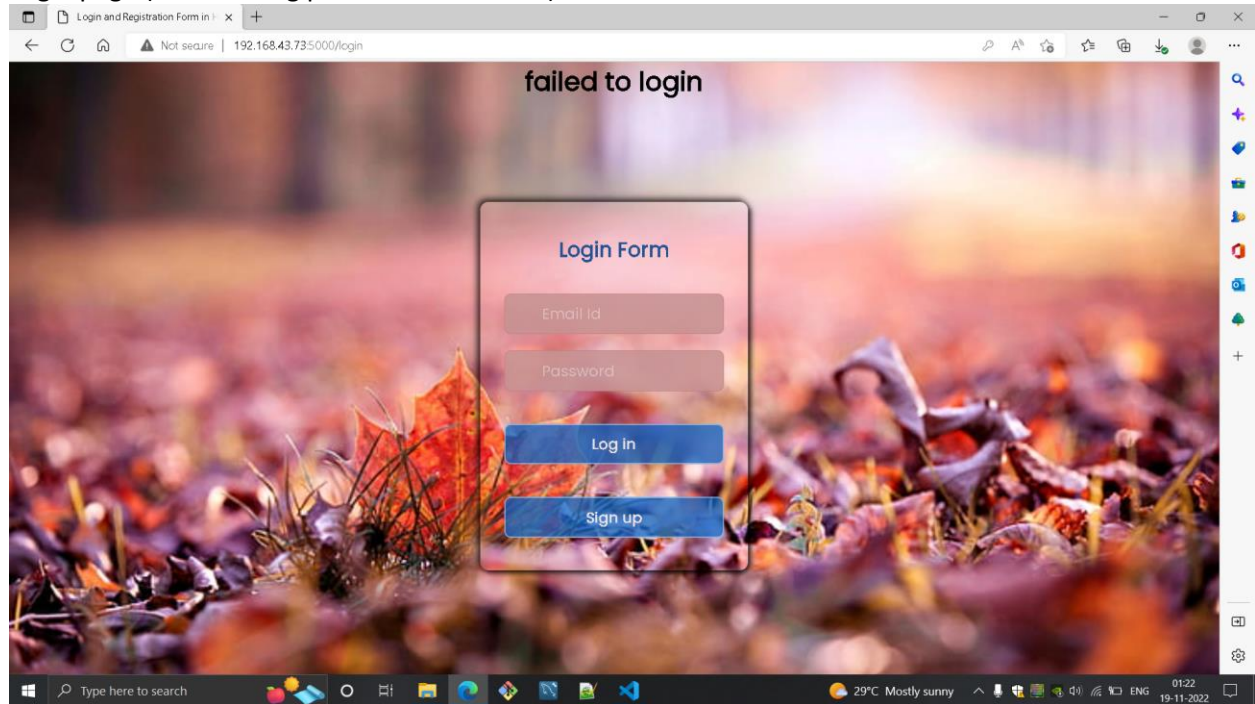 Login and Registration Form in H
Not secure | 192.168.43.73:5000/login
failed to login
Login Form
Email Id
Password
Log in
Sign up
Type here to search
29°C Mostly sunny
ENG
01:22
19-11-2022